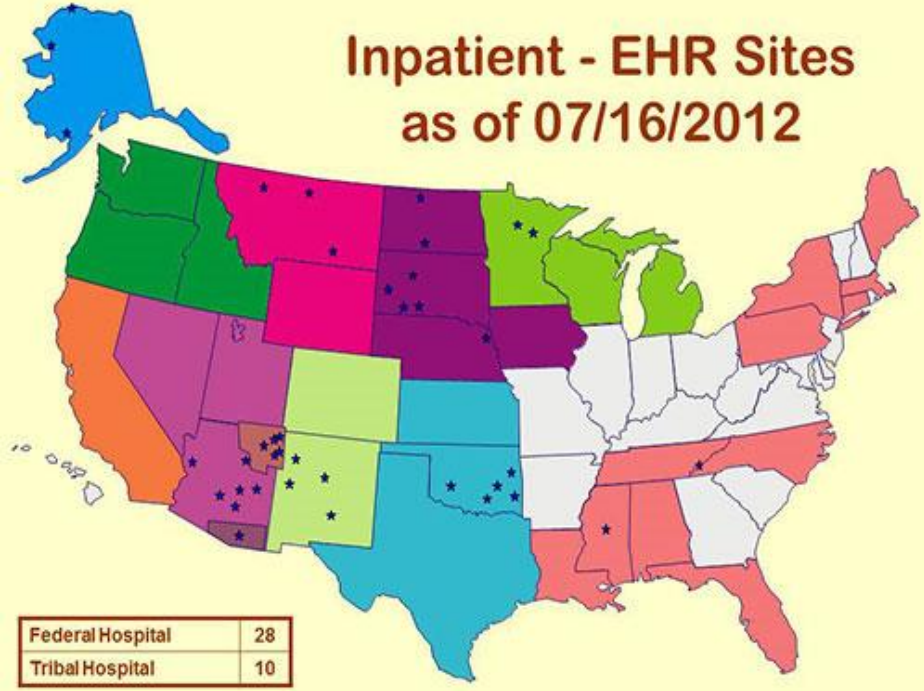 Inpatient - EHR Sites
as of 07/16/2012
Federal Hospital 28
Tribal Hospital 10